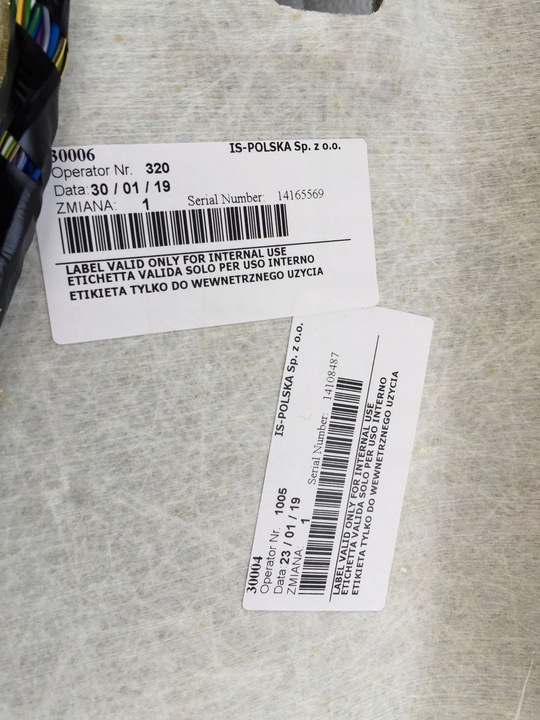 30006
IS-POLSKA Sp. z o.o.
Operator Nr. 320
Data: 30 / 01 / 19
ZMIANA: 1
Serial Number: 14165569
LABEL VALID ONLY FOR INTERNAL USE
ETICHETTA VALIDA SOLO PER USO INTERNO
ETIKIETA TYLKO DO WEWNETRZNEGO UZYCIA
30004
IS-POLSKA Sp. z o.o.
Operator Nr. 1005
Data: 23 / 01 / 19
ZMIANA: 1
Serial Number: 14108487
LABEL VALID ONLY FOR INTERNAL USE
ETICHETTA VALIDA SOLO PER USO INTERNO
ETIKIETA TYLKO DO WEWNETRZNEGO UZYCIA